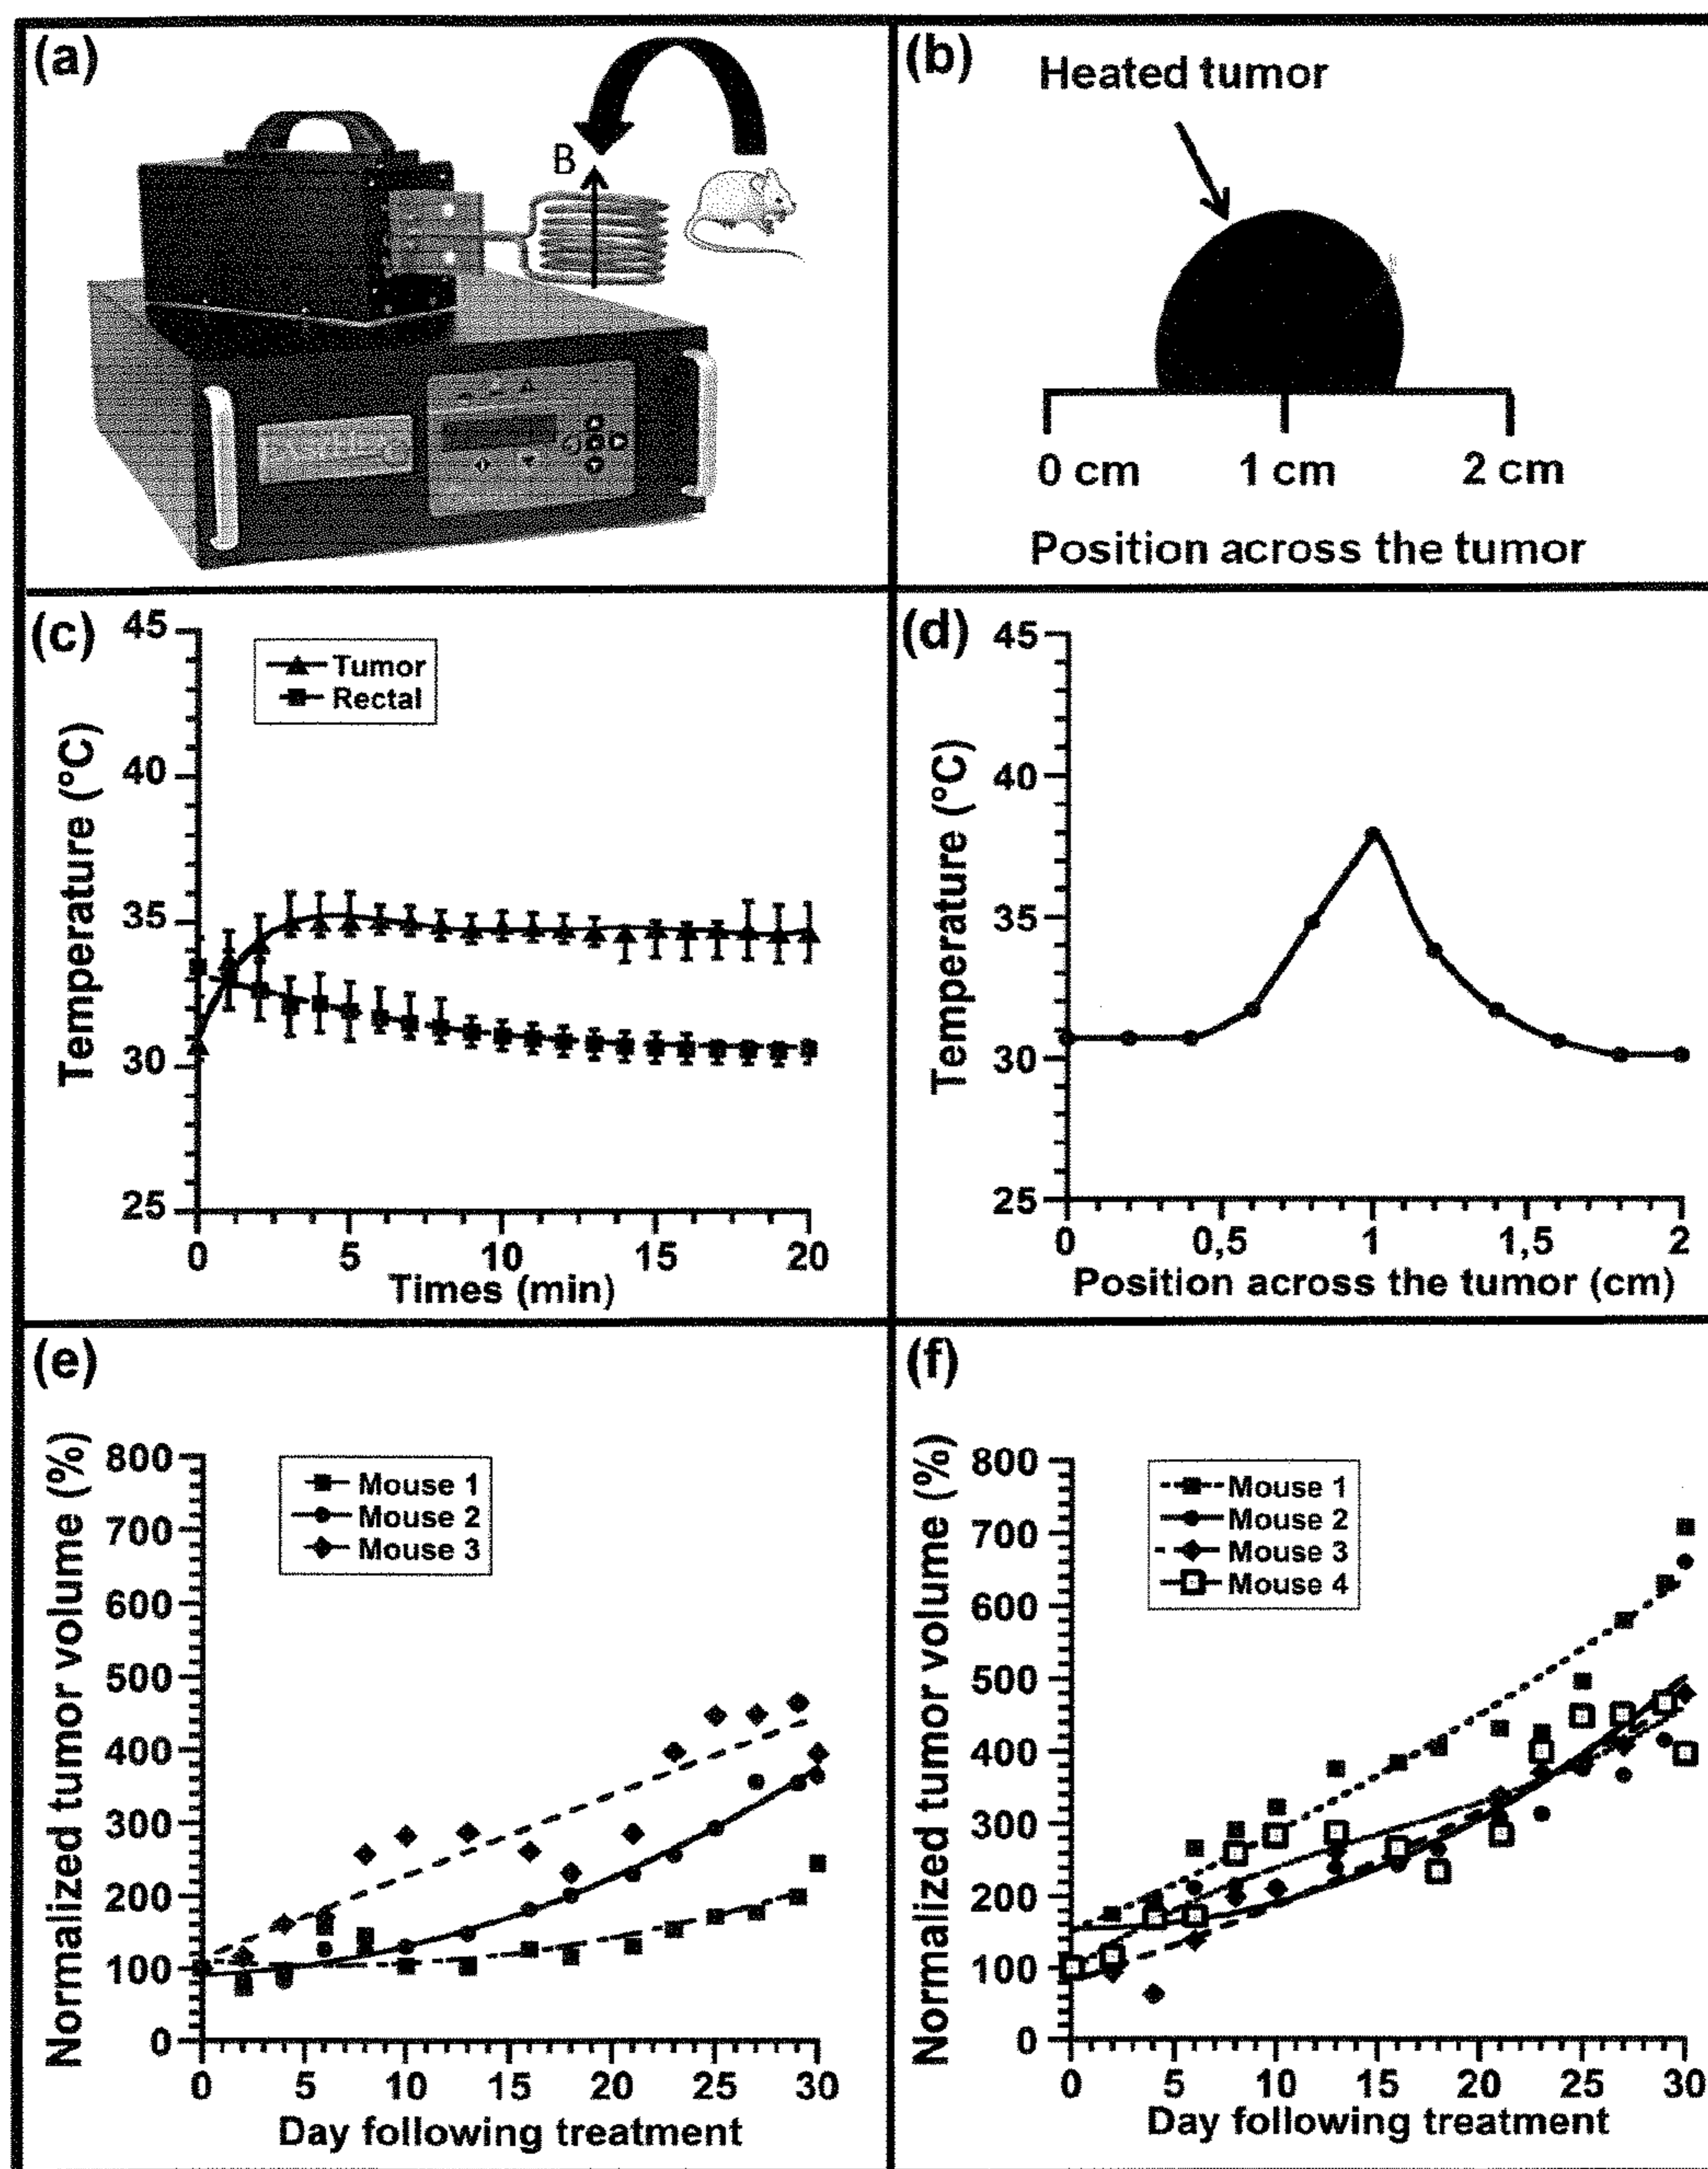 (a)
B
(b)
Heated tumor
0 cm
1 cm
2 cm
Position across the tumor
(c)
45
40
35
30
25
Temperature (°C)
Tumor
Rectal
0
5
10
15
20
Times (min)
(d)
45
40
35
30
25
Temperature (°C)
0
0,5
1
1,5
2
Position across the tumor (cm)
(e)
800
700
600
500
400
300
200
100
0
Normalized tumor volume (%)
Mouse 1
Mouse 2
Mouse 3
0
5
10
15
20
25
30
Day following treatment
(f)
800
700
600
500
400
300
200
100
0
Normalized tumor volume (%)
Mouse 1
Mouse 2
Mouse 3
Mouse 4
0
5
10
15
20
25
30
Day following treatment